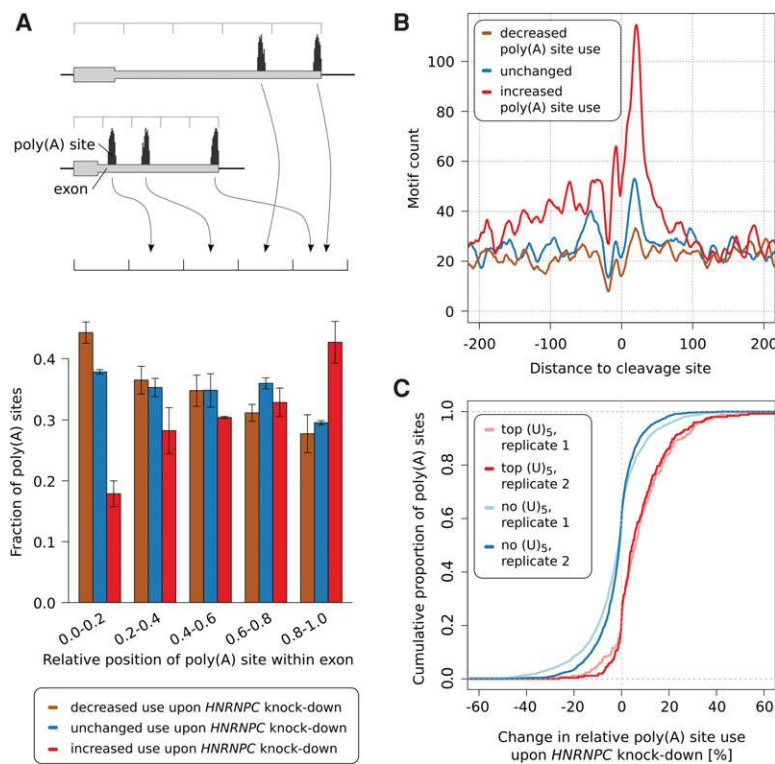 A
poly(A) site
exon
Fraction of poly(A) sites
0.4
0.3
0.2
0.1
0.0
0.0-0.2
0.2-0.4
0.4-0.6
0.6-0.8
0.8-1.0
Relative position of poly(A) site within exon
decreased use upon HNRNPC knock-down
unchanged use upon HNRNPC knock-down
increased use upon HNRNPC knock-down
B
decreased
poly(A) site use
unchanged
increased
poly(A) site use
Motif count
100
80
60
40
20
0
-200
-100
0
100
200
Distance to cleavage site
C
top (U)5,
replicate 1
top (U)5,
replicate 2
no (U)5,
replicate 1
no (U)5,
replicate 2
Cumulative proportion of poly(A) sites
1.0
0.8
0.6
0.4
0.2
0.0
-60
-40
-20
0
20
40
60
Change in relative poly(A) site use
upon HNRNPC knock-down [%]